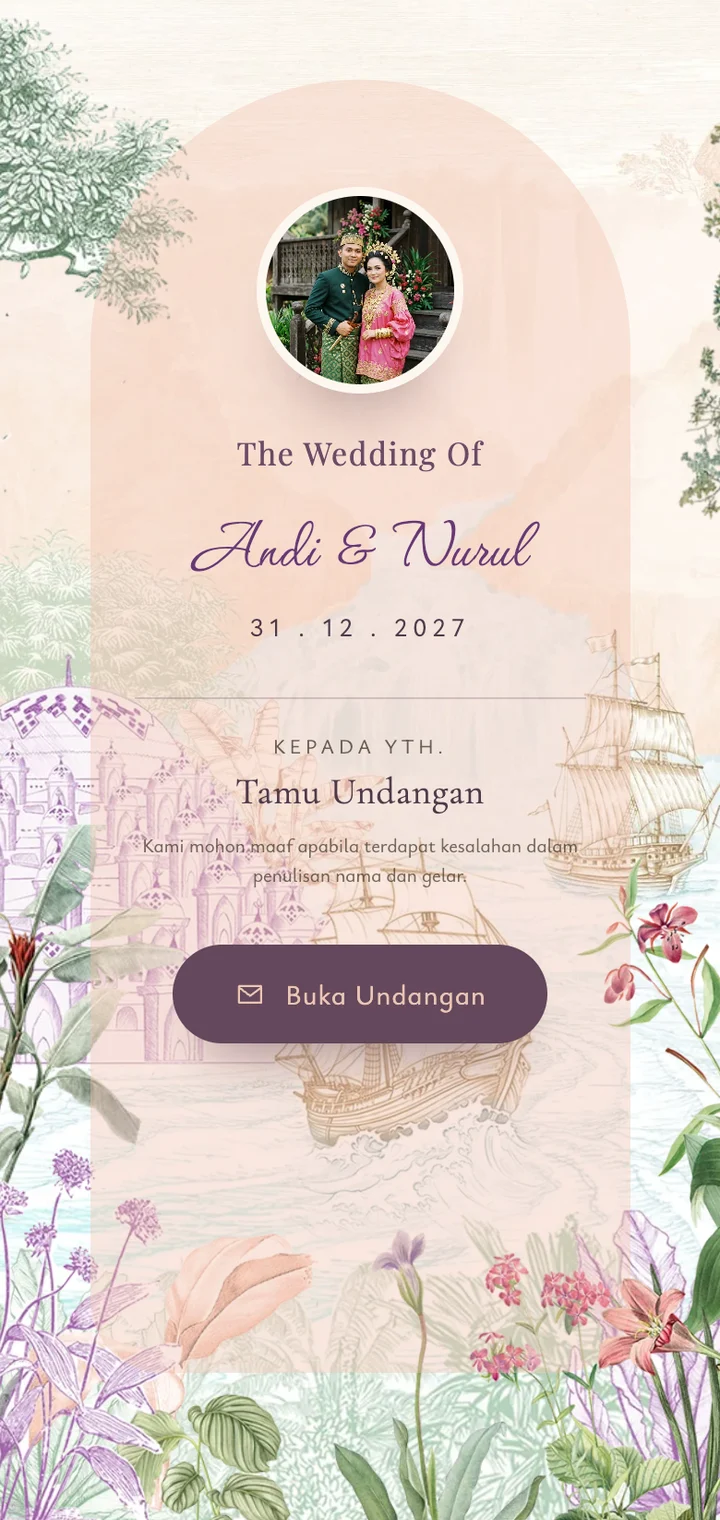 The Wedding Of
Andi & Nurul
31 . 12 . 2027
KEPADA YTH.
Tamu Undangan
Kami mohon maaf apabila terdapat kesalahan dalam
penulisan nama dan gelar.
Buka Undangan